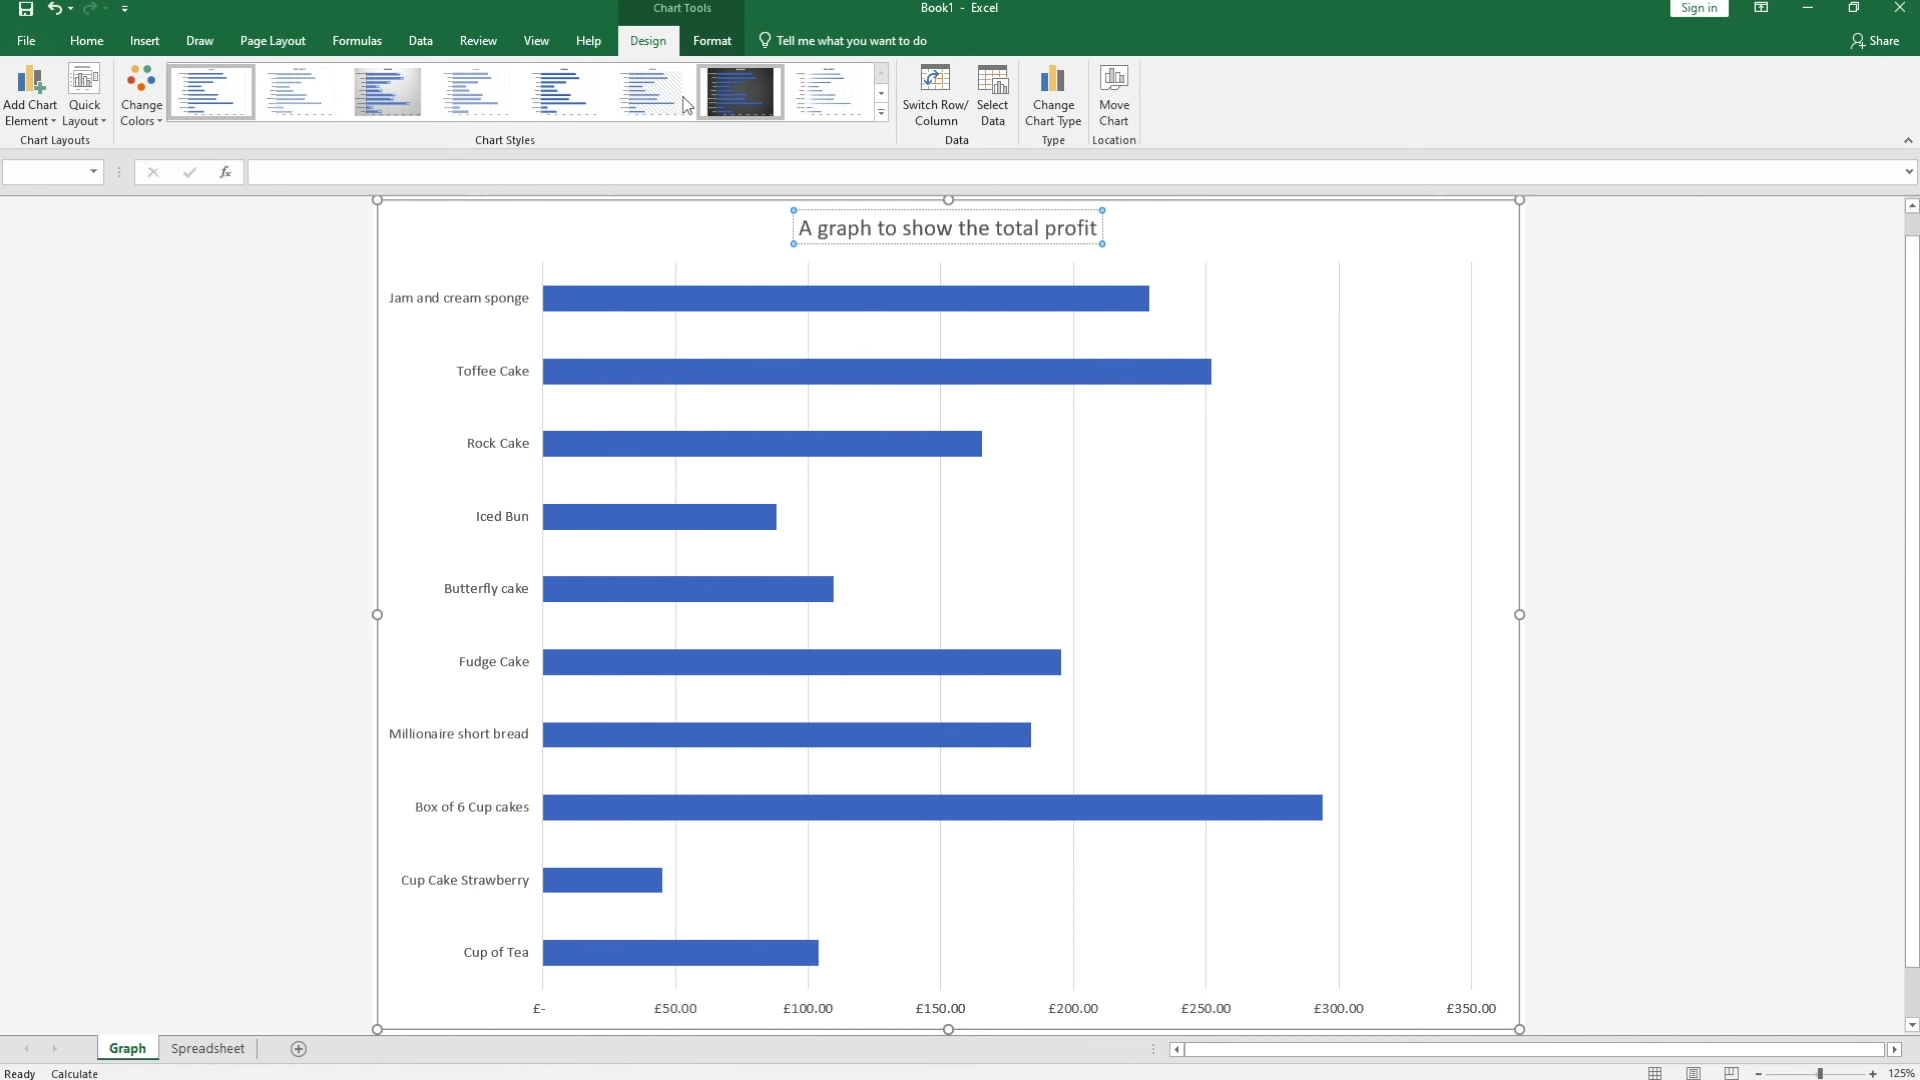 Chart Tools
Book1 - Excel
Sign in
File Home Insert Draw Page Layout Formulas Data Review View Help Design Format Tell me what you want to do
Share
Add Chart Element
Quick Layout
Change Colors
Switch Row/ Column
Select Data
Change Chart Type
Move Chart
Chart Layouts
Chart Styles
Data
Type
Location
fx
A graph to show the total profit
Jam and cream sponge
Toffee Cake
Rock Cake
Iced Bun
Butterfly cake
Fudge Cake
Millionaire short bread
Box of 6 Cup cakes
Cup Cake Strawberry
Cup of Tea
£- £50.00 £100.00 £150.00 £200.00 £250.00 £300.00 £350.00
Graph Spreadsheet
Ready Calculate
125%